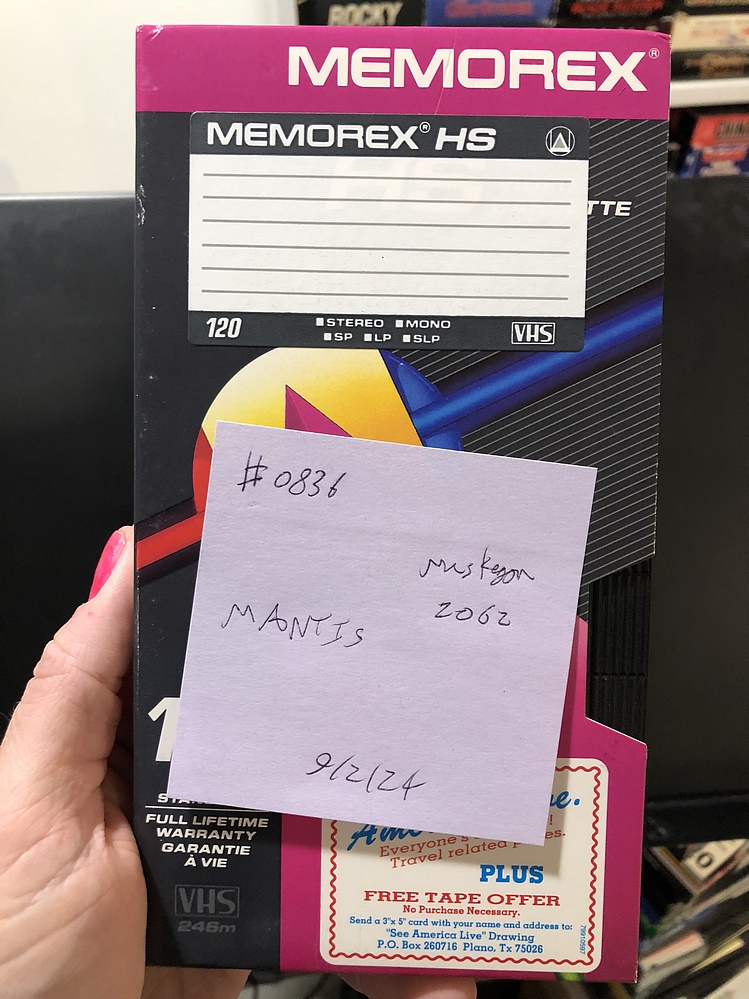 ROCKY
MEMOREX®
MEMOREX® HS
TTE
120
STEREO MONO
SP LP SLP
VHS
#0836
Muskegon
2062
MANTIS
9/2/24
1
FULL LIFETIME
WARRANTY
GARANTIE
À VIE
VHS
246m
e.
Everyone's
Travel related
PLUS
FREE TAPE OFFER
No Purchase Necessary.
Send a 3"x 5" card with your name and address to:
"See America Live" Drawing
P.O. Box 260716 Plano, Tx 75026